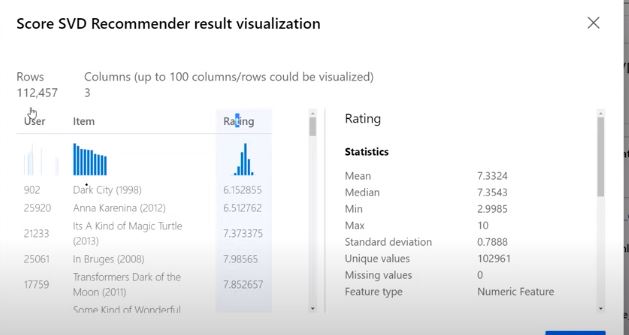 Score SVD Recommender result visualization
Rows
Columns (up to 100 columns/rows could be visualized)
112,457
3
User
Item
Rating
902
Dark City (1998)
6.152855
25920
Anna Karenina (2012)
6.512762
21233
Its A Kind of Magic Turtle
(2013)
7.373375
25061
In Bruges (2008)
7.98565
17759
Transformers Dark of the
Moon (2011)
7.852657
Some Kind of Wonderful
Rating
Statistics
Mean
7.3324
Median
7.3543
Min
2.9985
Max
10
Standard deviation
0.7888
Unique values
102961
Missing values
0
Feature type
Numeric Feature